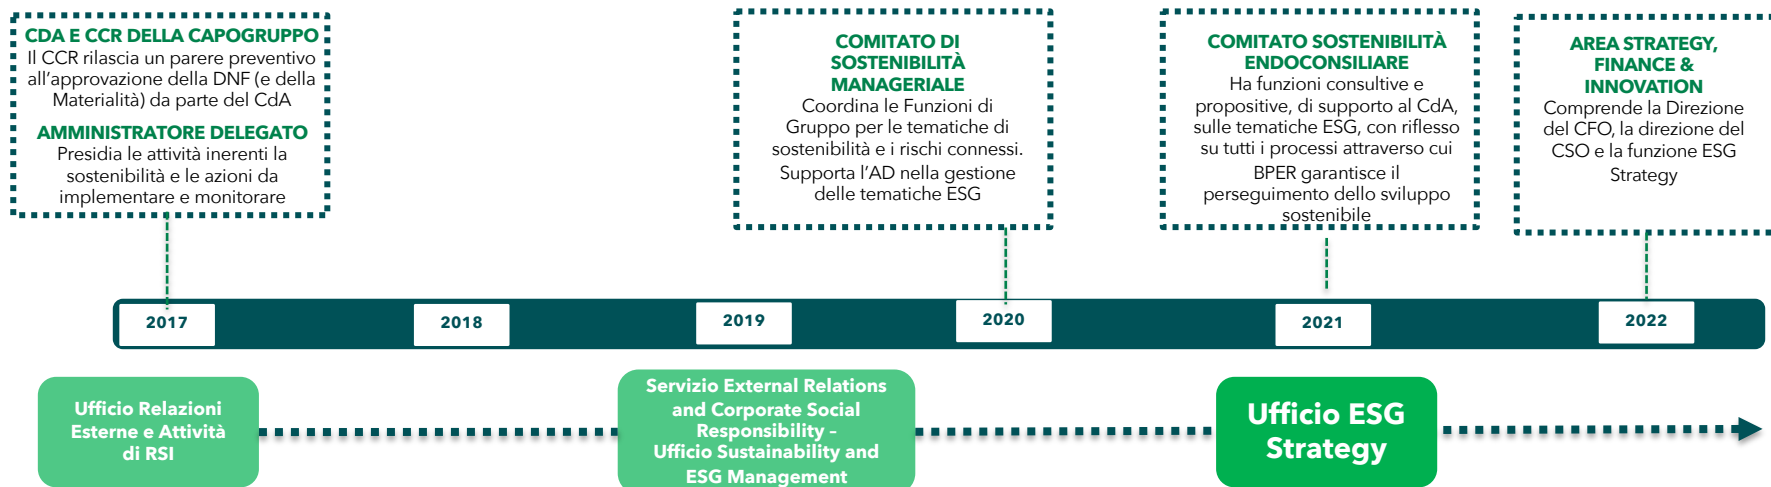 CDA E CCR DELLA CAPOGRUPPO
Il CCR rilascia un parere preventivo
all'approvazione della DNF (e della
Materialità) da parte del CdA
AMMINISTRATORE DELEGATO
Presidia le attività inerenti la
sostenibilità e le azioni da
implementare e monitorare
COMITATO DI
SOSTENIBILITÀ
MANAGERIALE
Coordina le Funzioni di
Gruppo per le tematiche di
sostenibilità e i rischi connessi.
Supporta l'AD nella gestione
delle tematiche ESG
COMITATO SOSTENIBILITÀ
ENDOCONSILIARE
Ha funzioni consultive e
propositive, di supporto al CdA,
sulle tematiche ESG, con riflesso
su tutti i processi attraverso cui
BPER garantisce il
perseguimento dello sviluppo
sostenibile
AREA STRATEGY,
FINANCE &
INNOVATION
Comprende la Direzione
del CFO, la direzione del
CSO e la funzione ESG
Strategy
2017
2018
2019
2020
2021
2022
Ufficio Relazioni
Esterne e Attività
di RSI
Servizio External Relations
and Corporate Social
Responsibility –
Ufficio Sustainability and
ESG Management
Ufficio ESG
Strategy